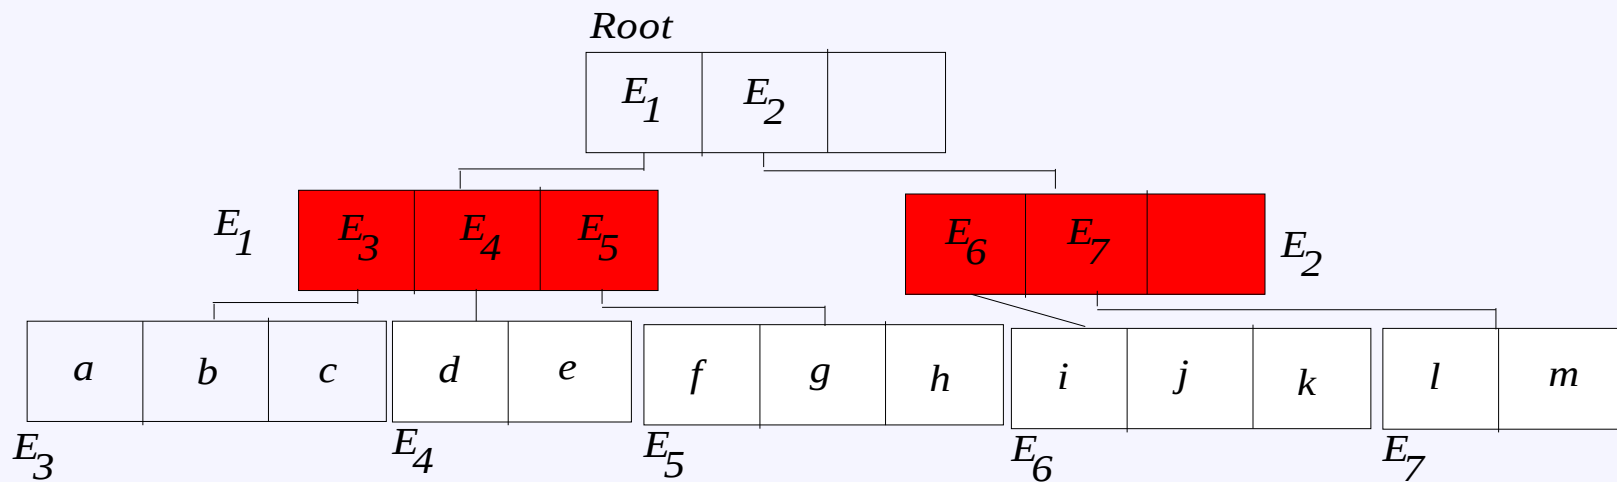 Root
E1 E2
E1 E3 E4 E5 E6 E7 E2
a b c d e f g h i j k l m
E3 E4 E5 E6 E7